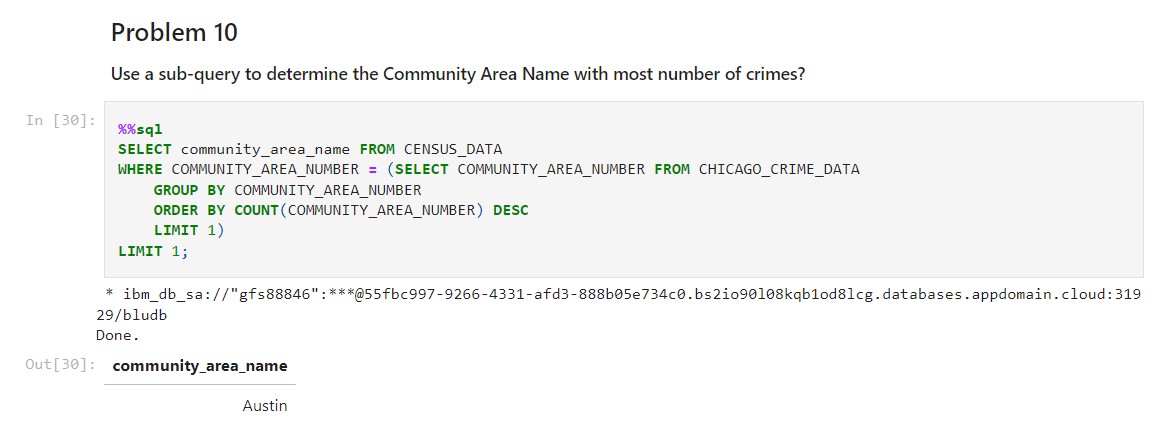 Problem 10
Use a sub-query to determine the Community Area Name with most number of crimes?
In [30]:
%%sql
SELECT community_area_name FROM CENSUS_DATA
WHERE COMMUNITY_AREA_NUMBER = (SELECT COMMUNITY_AREA_NUMBER FROM CHICAGO_CRIME_DATA
    GROUP BY COMMUNITY_AREA_NUMBER
    ORDER BY COUNT(COMMUNITY_AREA_NUMBER) DESC
    LIMIT 1)
LIMIT 1;
* ibm_db_sa://"gfs88846":***@55fbc997-9266-4331-afd3-888b05e734c0.bs2io90l08kqb1od8lcg.databases.appdomain.cloud:319
29/bludb
Done.
Out[30]:
community_area_name
Austin